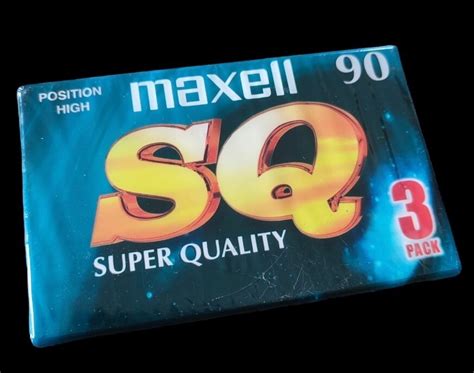 POSITION
HIGH
maxell
90
SQ
SUPER QUALITY
3
PACK